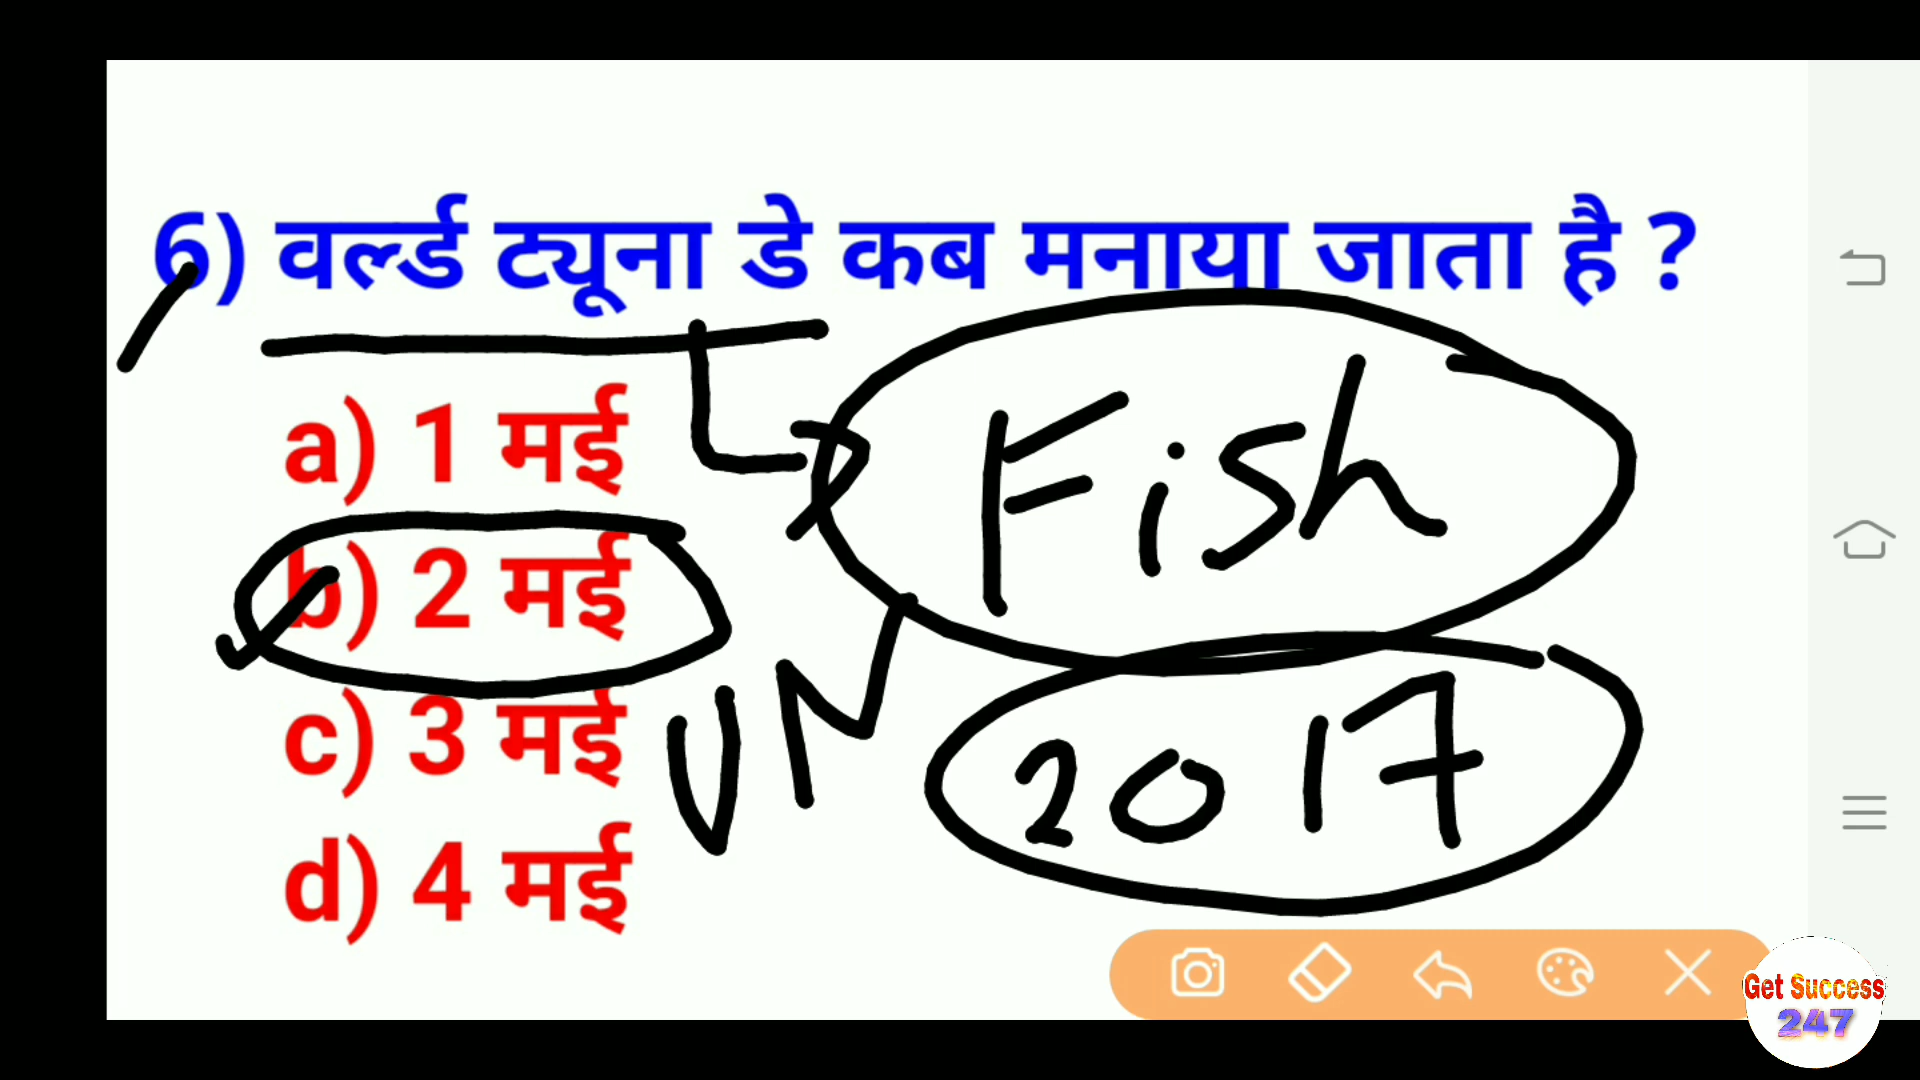 6) वर्ल्ड ट्यूना डे कब मनाया जाता है ?
a) 1 मई
Fish
b) 2 मई
c) 3 मई
UN
2017
d) 4 मई
Get Success
247